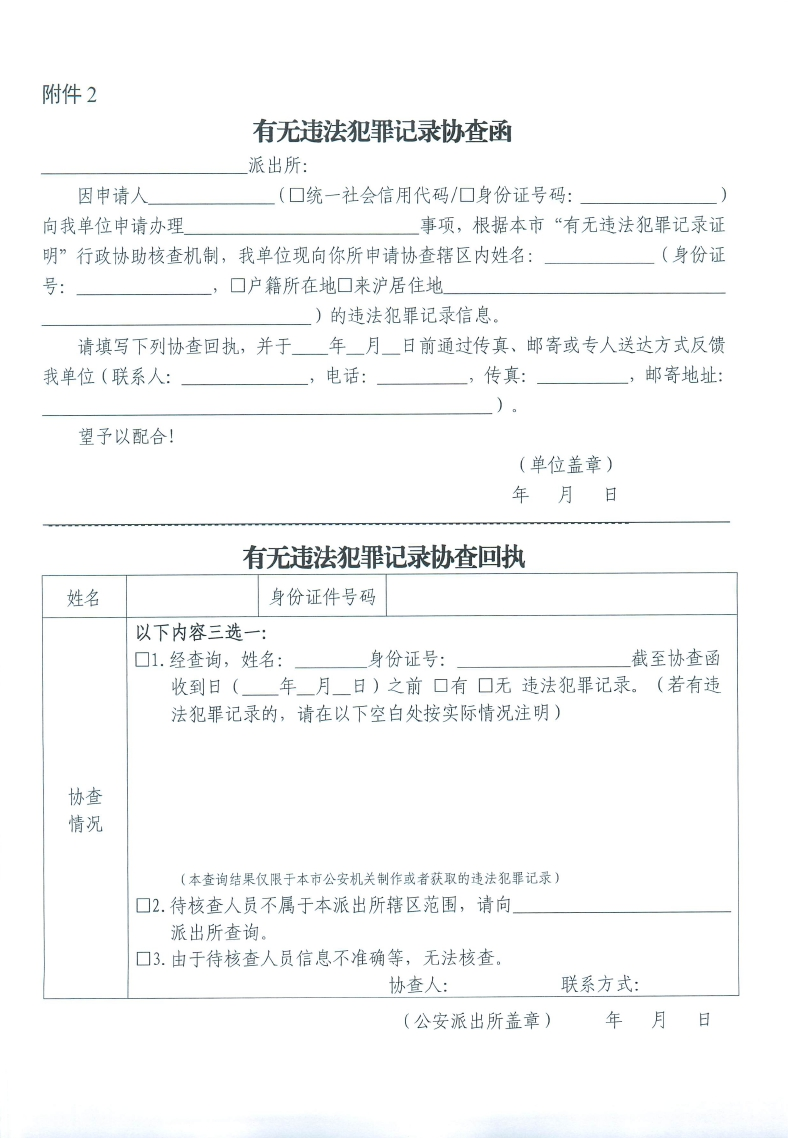 附件 2
有无违法犯罪记录协查函
____________________派出所：
因申请人____________（□统一社会信用代码/□身份证号码：_____________）
向我单位申请办理______________________事项，根据本市“有无违法犯罪记录证
明”行政协助核查机制，我单位现向你所申请协查辖区内姓名：__________（身份证
号：_____________，□户籍所在地□来沪居住地___________________________
__________________________）的违法犯罪记录信息。
请填写下列协查回执，并于____年__月__日前通过传真、邮寄或专人送达方式反馈
我单位（联系人：____________，电话：_________，传真：_________，邮寄地址：
___________________________________________）。
望予以配合！
（单位盖章）
年 月 日
有无违法犯罪记录协查回执
姓名 身份证件号码
以下内容三选一：
□1.经查询，姓名：_______身份证号：________________截至协查函
收到日（____年__月__日）之前 □有 □无 违法犯罪记录。（若有违
法犯罪记录的，请在以下空白处按实际情况注明）
协查
情况
（本查询结果仅限于本市公安机关制作或者获取的违法犯罪记录）
□2.待核查人员不属于本派出所辖区范围，请向_____________________
派出所查询。
□3.由于待核查人员信息不准确等，无法核查。
协查人： 联系方式：
（公安派出所盖章） 年 月 日